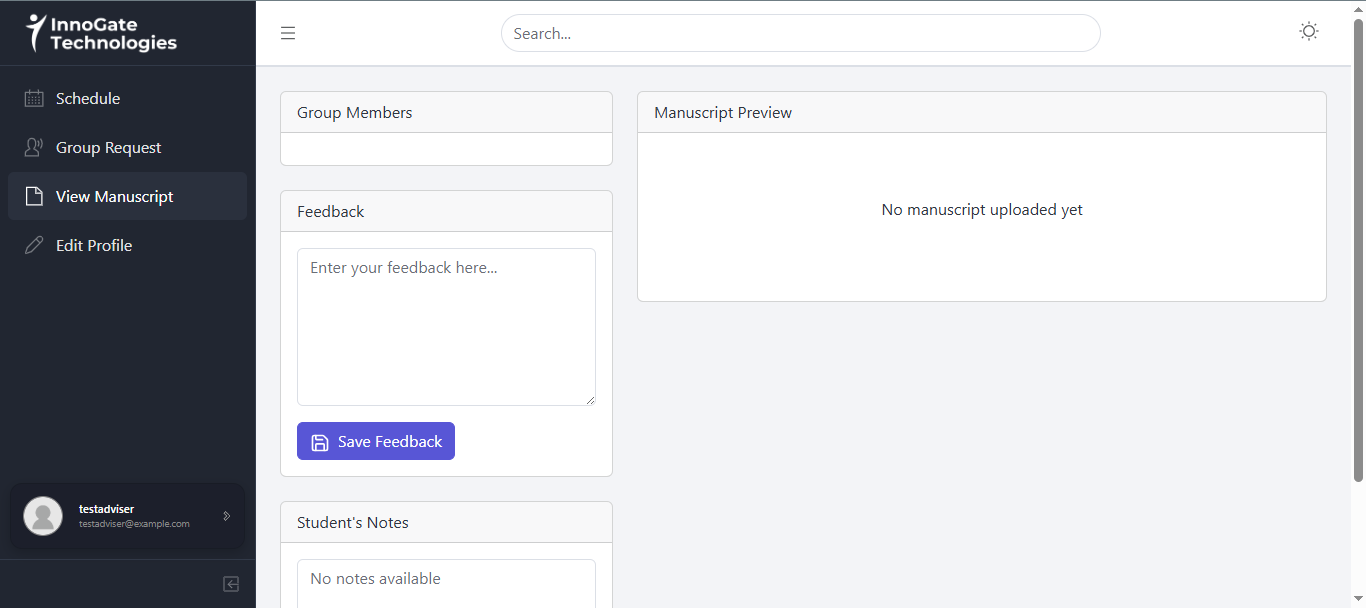 InnoGate
Technologies
Search...
Schedule
Group Request
View Manuscript
Edit Profile
testadviser
testadviser@example.com
Group Members
Feedback
Enter your feedback here...
Save Feedback
Student's Notes
No notes available
Manuscript Preview
No manuscript uploaded yet